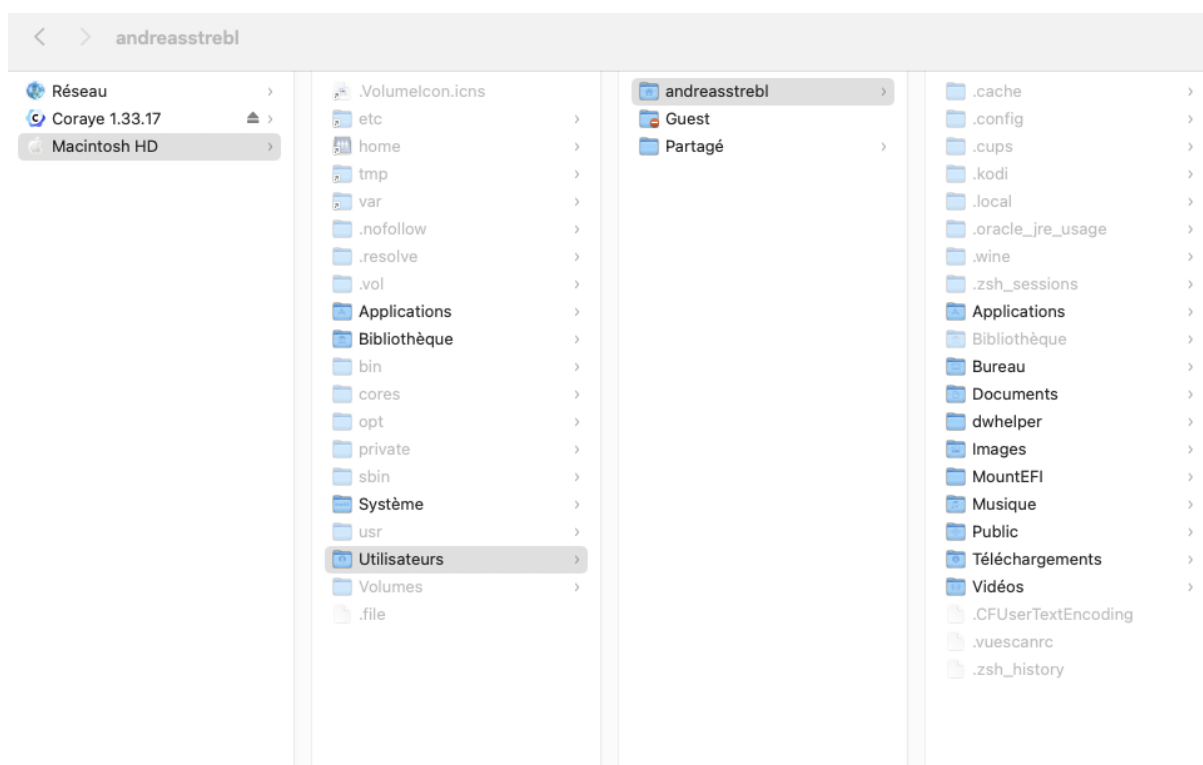 andreasstrebl
Réseau
Coraye 1.33.17
Macintosh HD
.VolumeIcon.icns
etc
home
tmp
var
.nofollow
.resolve
.vol
Applications
Bibliothèque
bin
cores
opt
private
sbin
Système
usr
Utilisateurs
Volumes
.file
andreasstrebl
Guest
Partagé
.cache
.config
.cups
.kodi
.local
.oracle_jre_usage
.wine
.zsh_sessions
Applications
Bibliothèque
Bureau
Documents
dwhelper
Images
MountEFI
Musique
Public
Téléchargements
Vidéos
.CFUserTextEncoding
.vuescanrc
.zsh_history